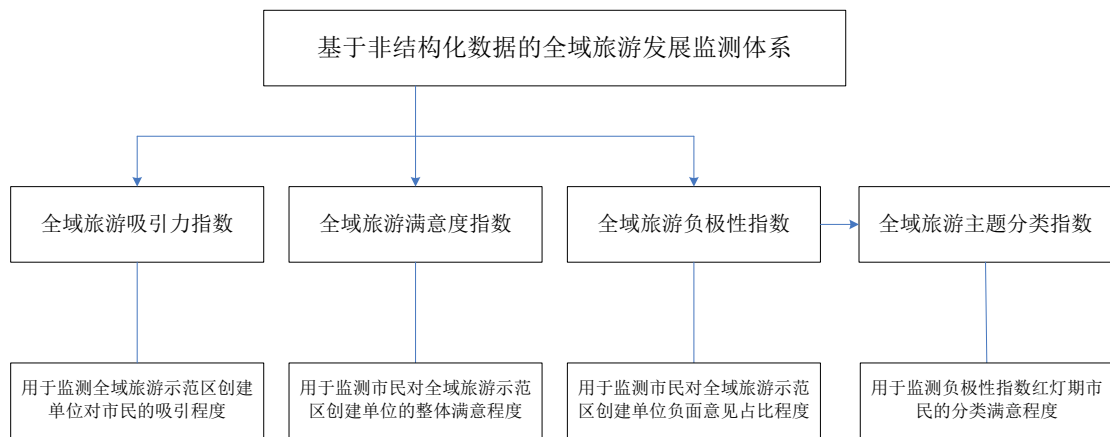 基于非结构化数据的全域旅游发展监测体系
全域旅游吸引力指数
全域旅游满意度指数
全域旅游负极性指数
全域旅游主题分类指数
用于监测全域旅游示范区创建
单位对市民的吸引程度
用于监测市民对全域旅游示范
区创建单位的整体满意程度
用于监测市民对全域旅游示范
区创建单位负面意见占比程度
用于监测负极性指数红灯期市
民的分类满意程度